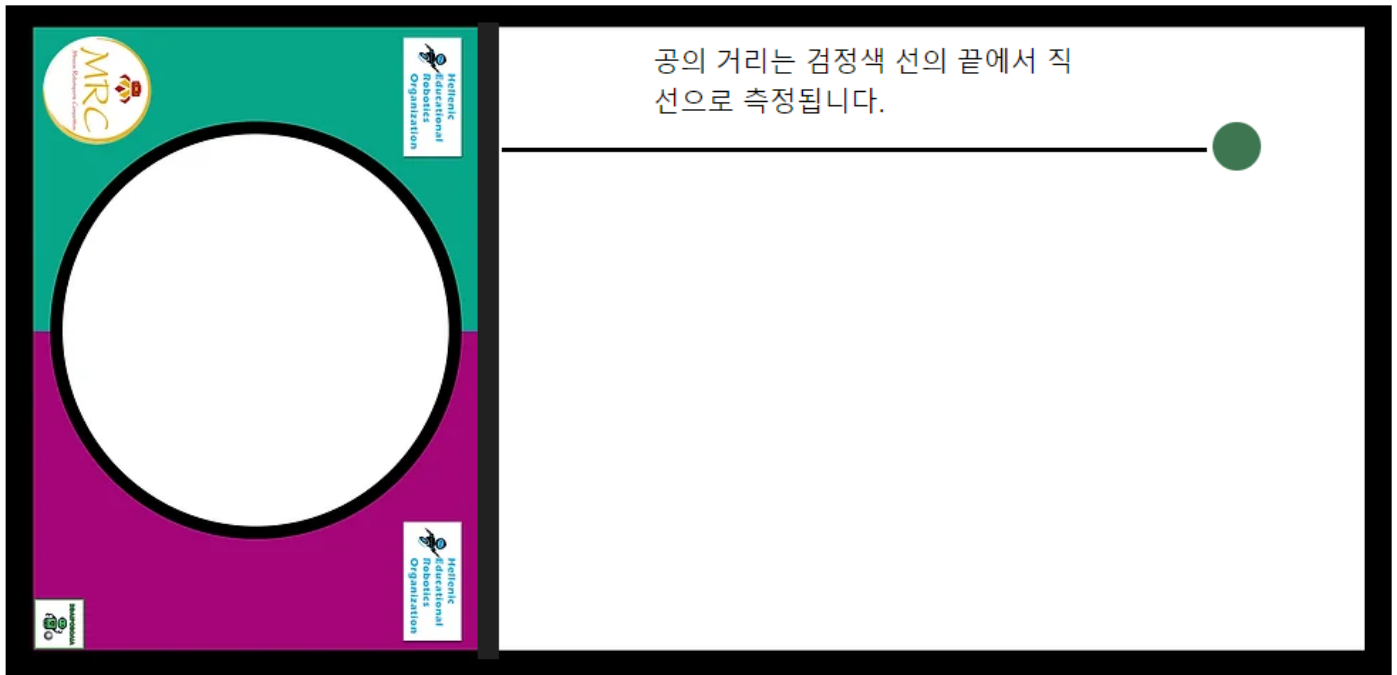 MRC
Hellenic
Educational
Robotics
Organization
공의 거리는 검정색 선의 끝에서 직
선으로 측정됩니다.
Hellenic
Educational
Robotics
Organization